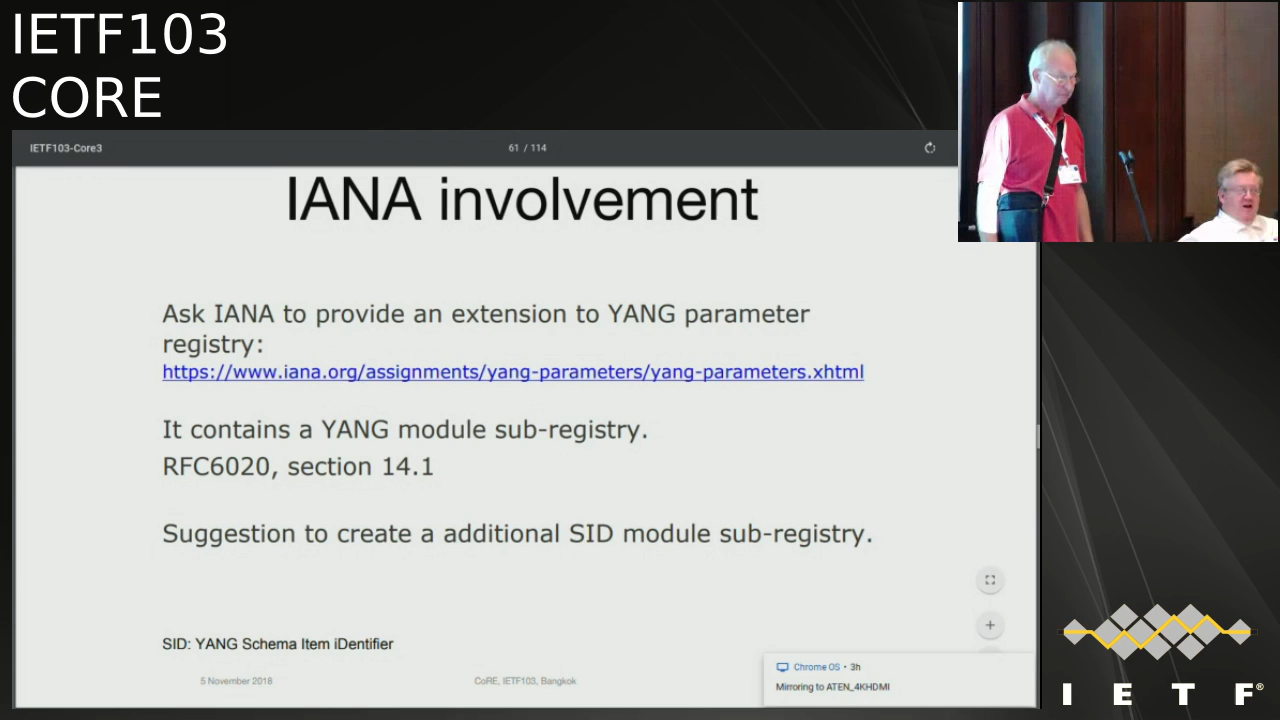 IETF103
CORE
IETF103-Core3
61 / 114
IANA involvement
Ask IANA to provide an extension to YANG parameter
registry:
https://www.iana.org/assignments/yang-parameters/yang-parameters.xhtml
It contains a YANG module sub-registry.
RFC6020, section 14.1
Suggestion to create a additional SID module sub-registry.
SID: YANG Schema Item iDentifier
5 November 2018
CoRE, IETF103, Bangkok
Chrome OS • 3h
Mirroring to ATEN_4KHDMI
I E T F®